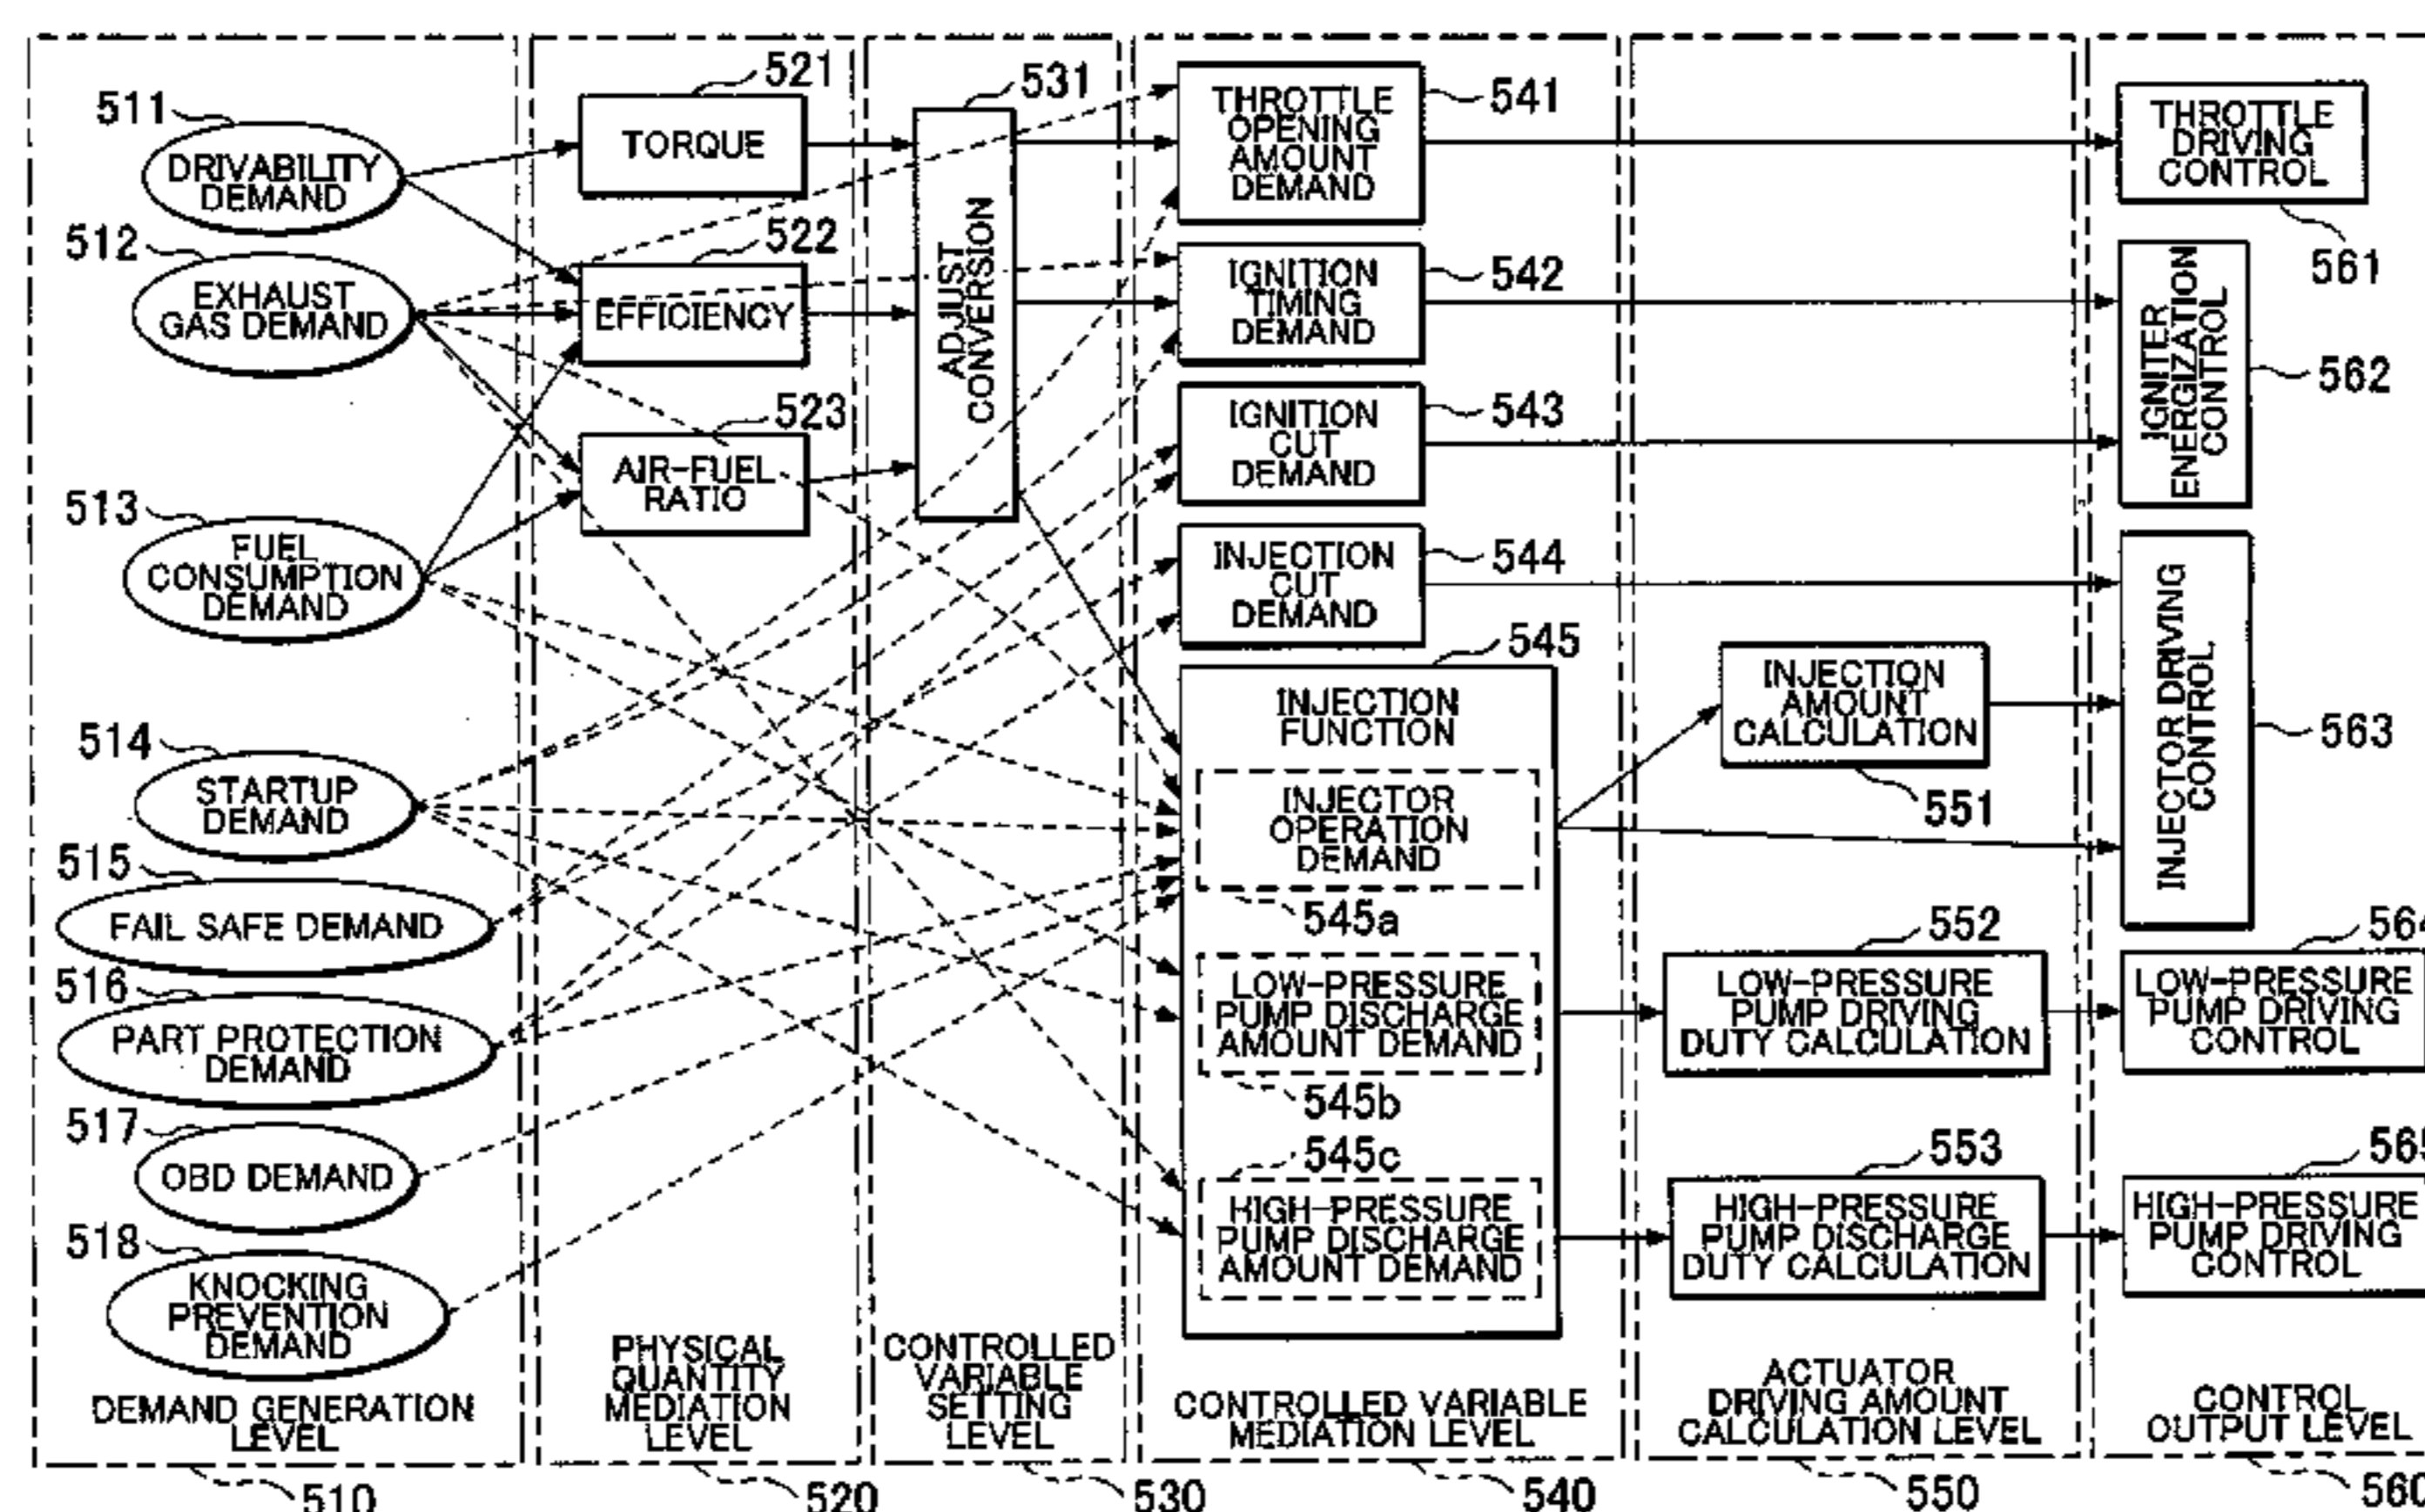 511
DRIVABILITY
DEMAND
512
EXHAUST
GAS DEMAND
513
FUEL
CONSUMPTION
DEMAND
514
STARTUP
DEMAND
515
FAIL SAFE DEMAND
516
PART PROTECTION
DEMAND
517
OBD DEMAND
518
KNOCKING
PREVENTION
DEMAND
DEMAND GENERATION
LEVEL
510
521
TORQUE
522
EFFICIENCY
523
AIR-FUEL
RATIO
PHYSICAL
QUANTITY
MEDIATION
LEVEL
520
531
ADJUST
CONVERSION
CONTROLLED
VARIABLE
SETTING
LEVEL
530
THROTTLE
OPENING
AMOUNT
DEMAND
541
IGNITION
TIMING
DEMAND
542
IGNITION
CUT
DEMAND
543
INJECTION
CUT
DEMAND
544
545
INJECTION
FUNCTION
INJECTOR
OPERATION
DEMAND
545a
LOW-PRESSURE
PUMP DISCHARGE
AMOUNT DEMAND
545b
545c
HIGH-PRESSURE
PUMP DISCHARGE
AMOUNT DEMAND
CONTROLLED VARIABLE
MEDIATION LEVEL
540
INJECTION
AMOUNT
CALCULATION
551
552
LOW-PRESSURE
PUMP DRIVING
DUTY CALCULATION
553
HIGH-PRESSURE
PUMP DISCHARGE
DUTY CALCULATION
ACTUATOR
DRIVING AMOUNT
CALCULATION LEVEL
550
THROTTLE
DRIVING
CONTROL
561
IGNITER
ENERGIZATION
CONTROL
562
INJECTOR DRIVING
CONTROL
563
564
LOW-PRESSURE
PUMP DRIVING
CONTROL
565
HIGH-PRESSURE
PUMP DRIVING
CONTROL
CONTROL
OUTPUT LEVEL
560